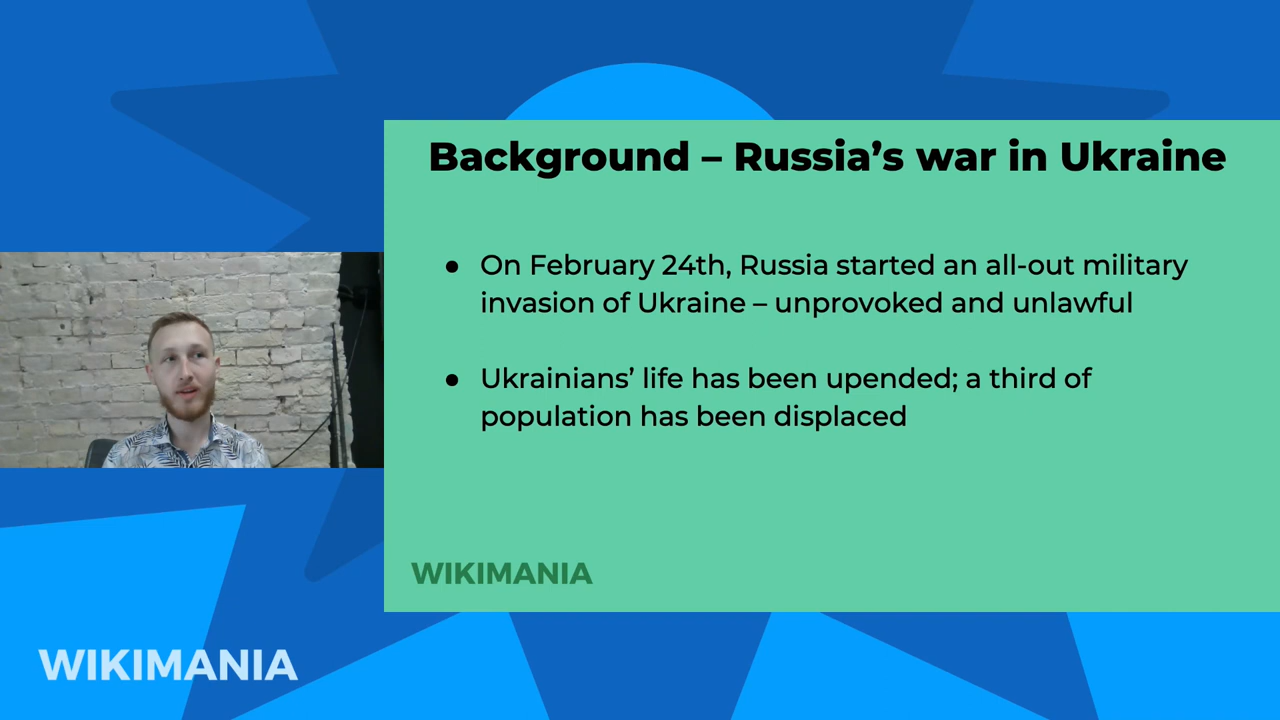 Background – Russia’s war in Ukraine
● On February 24th, Russia started an all-out military
invasion of Ukraine – unprovoked and unlawful
● Ukrainians’ life has been upended; a third of
population has been displaced
WIKIMANIA
WIKIMANIA